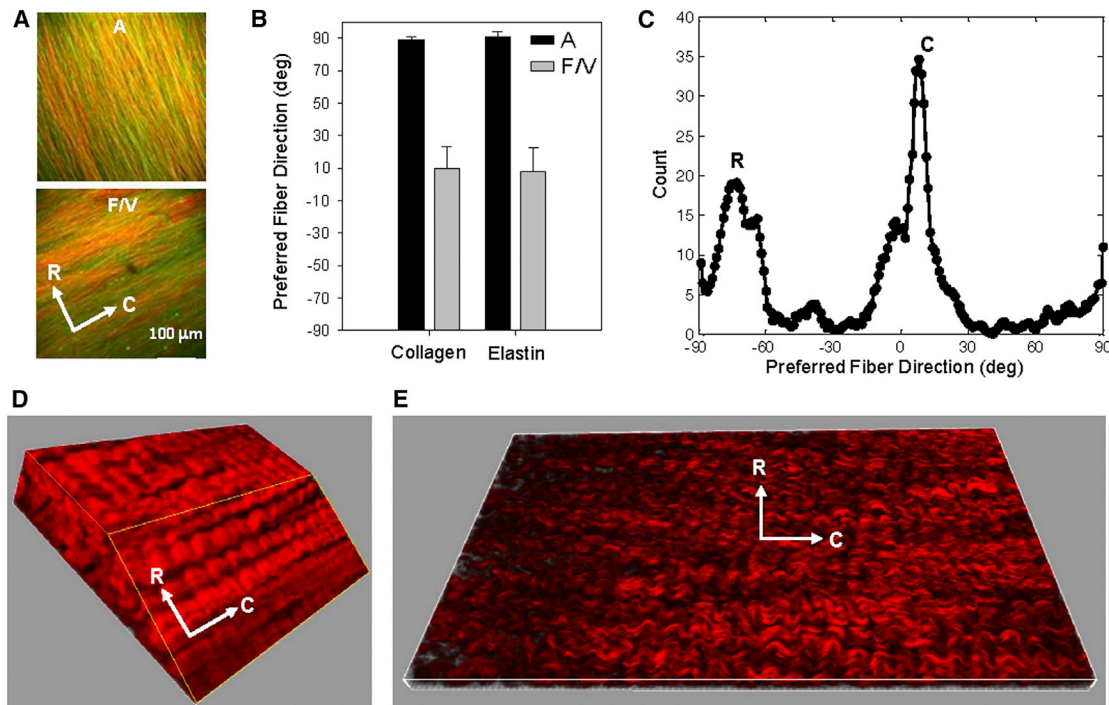 A
A
F/V
R
C
100 µm
B
Preferred Fiber Direction (deg)
90
70
50
30
10
-10
-30
-50
-70
-90
A
F/V
Collagen
Elastin
C
Count
40
35
30
25
20
15
10
5
0
R
C
-90
-60
-30
0
30
60
90
Preferred Fiber Direction (deg)
D
R
C
E
R
C